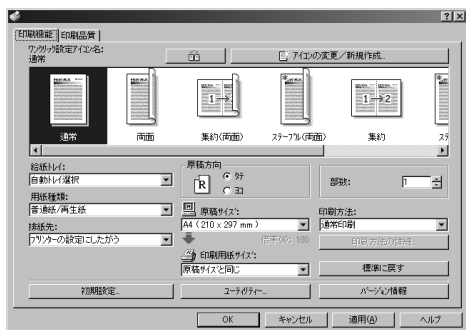 印刷機能 印刷品質
ワンクリック設定アイコン名:
通常
アイコンの変更/新規作成...
通常 両面 集約(両面) ステープル(両面) 集約 ステ
給紙トレイ:
自動トレイ選択
用紙種類:
普通紙/再生紙
排紙先:
プリンターの設定にしたがう
原稿方向
タテ
ヨコ
原稿サイズ:
A4 (210 x 297 mm)
倍率(%): 100
印刷用紙サイズ:
原稿サイズと同じ
部数: 1
印刷方法:
通常印刷
印刷方法の詳細...
標準に戻す
初期設定... ユーティリティー... バージョン情報
OK キャンセル 適用(A) ヘルプ